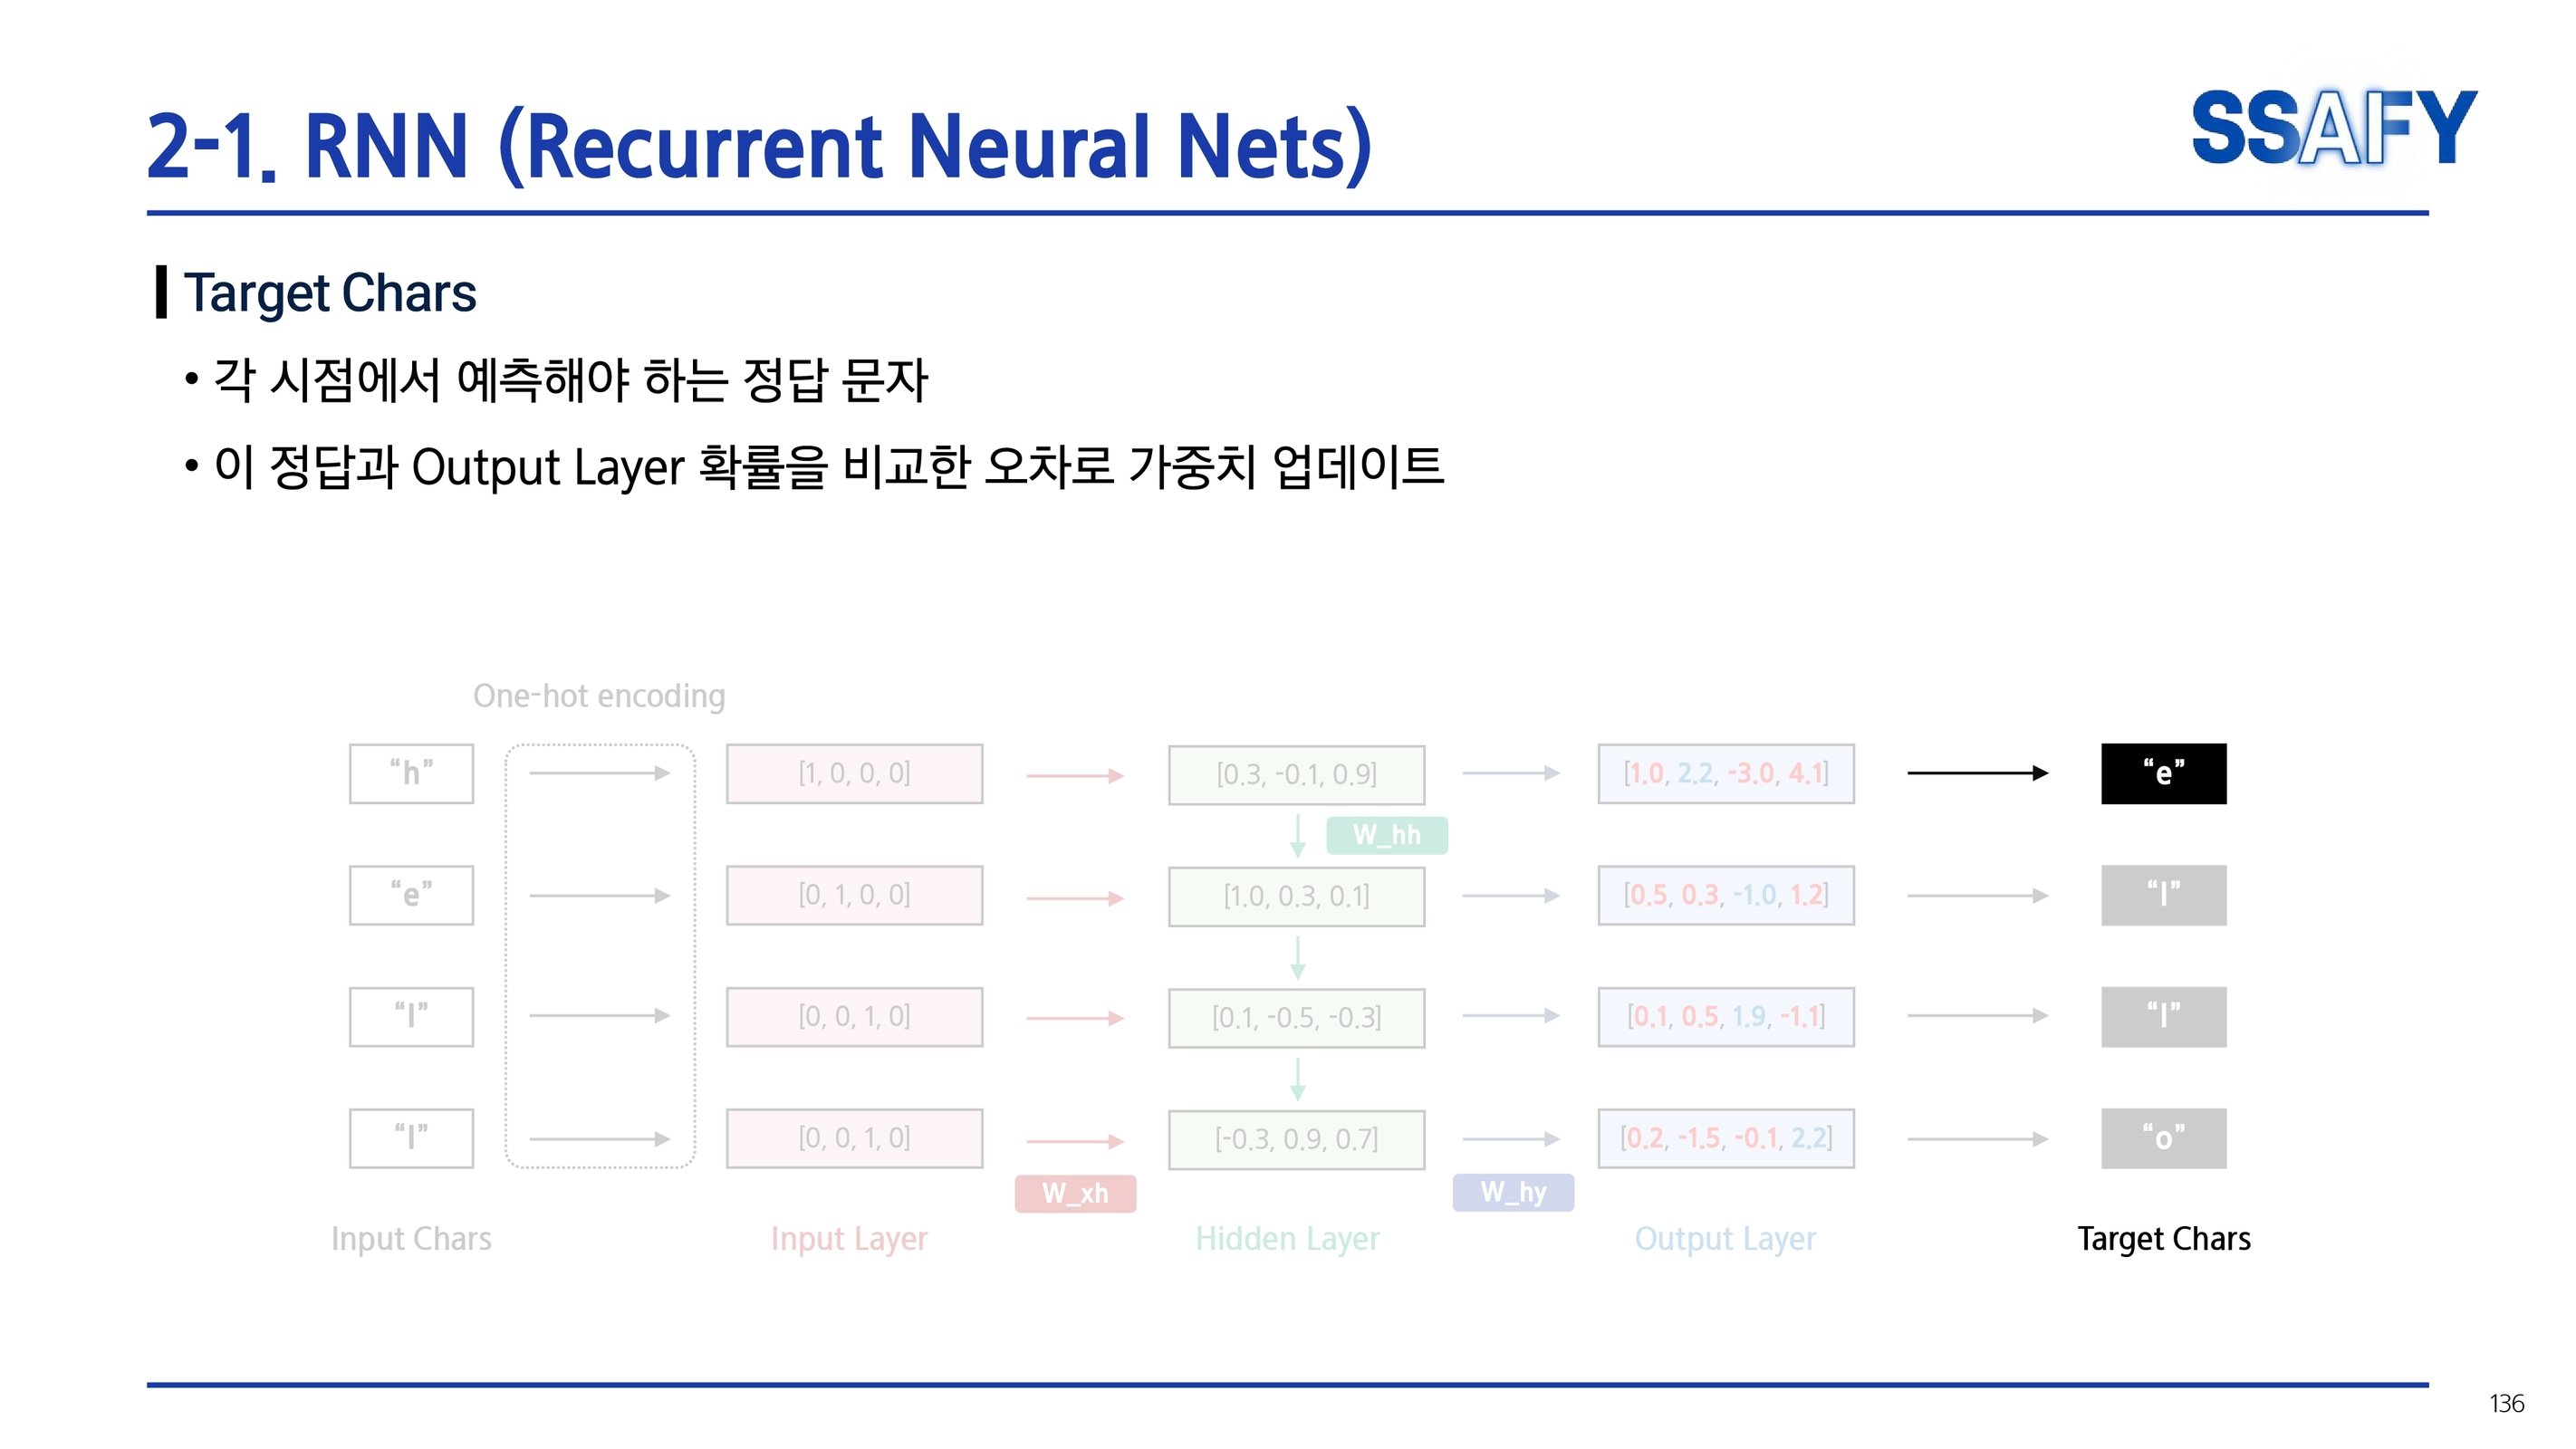 2-1. RNN (Recurrent Neural Nets)
SSAFY
Target Chars
• 각 시점에서 예측해야 하는 정답 문자
• 이 정답과 Output Layer 확률을 비교한 오차로 가중치 업데이트
One-hot encoding
“h” [1, 0, 0, 0] [0.3, -0.1, 0.9] [1.0, 2.2, -3.0, 4.1] “e”
W_hh
“e” [0, 1, 0, 0] [1.0, 0.3, 0.1] [0.5, 0.3, -1.0, 1.2] “l”
“l” [0, 0, 1, 0] [0.1, -0.5, -0.3] [0.1, 0.5, 1.9, -1.1] “l”
“l” [0, 0, 1, 0] [-0.3, 0.9, 0.7] [0.2, -1.5, -0.1, 2.2] “o”
W_xh W_hy
Input Chars Input Layer Hidden Layer Output Layer Target Chars
136